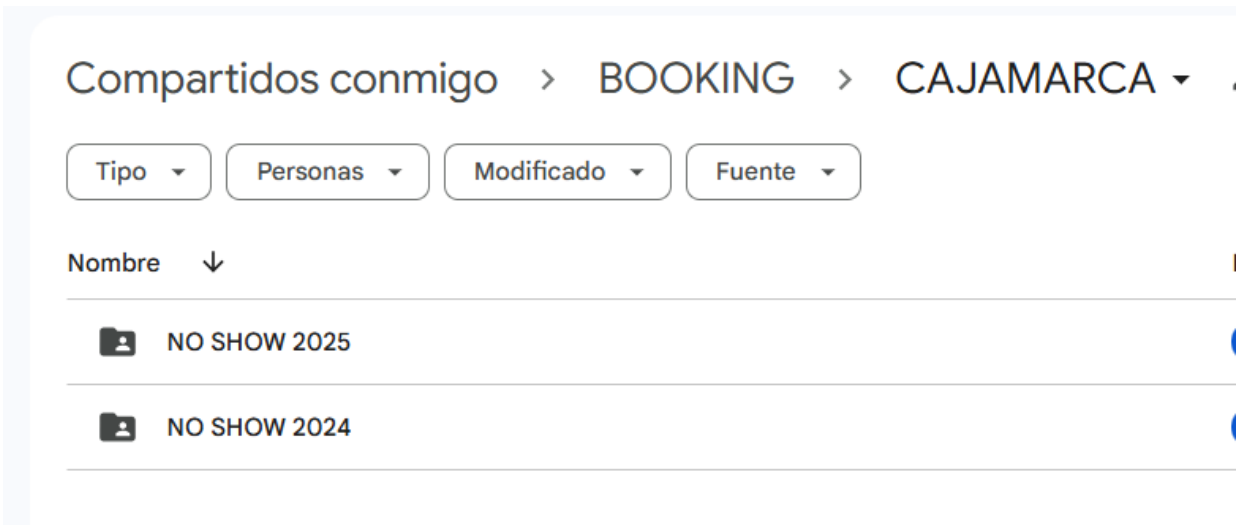 Compartidos conmigo > BOOKING > CAJAMARCA
Tipo Personas Modificado Fuente
Nombre
NO SHOW 2025
NO SHOW 2024